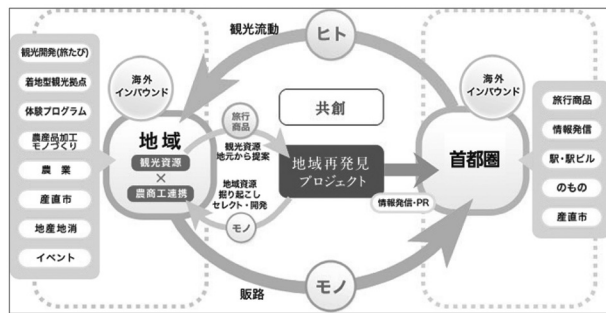 観光流動
ヒト
観光開発(旅たび)
着地型観光拠点
体験プログラム
農産品加工
モノづくり
農業
産直市
地産地消
イベント
海外
インバウンド
地域
観光資源
×
農商工連携
旅行
商品
観光資源
地元から提案
地域資源
掘り起こし
セレクト・開発
モノ
共創
地域再発見
プロジェクト
情報発信・PR
海外
インバウンド
首都圏
旅行商品
情報発信
駅・駅ビル
のもの
産直市
販路
モノ